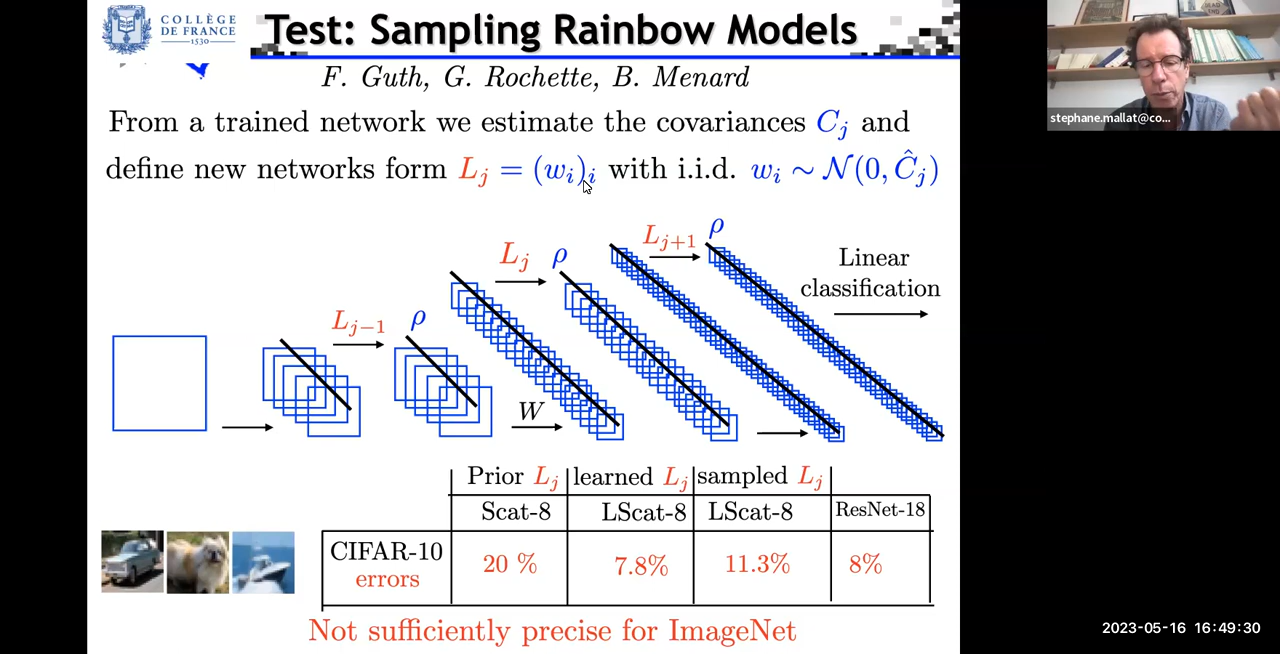 COLLÈGE
DE FRANCE
1530
Test: Sampling Rainbow Models
F. Guth, G. Rochette, B. Menard
From a trained network we estimate the covariances C_j and
define new networks form L_j = (w_i)_i with i.i.d. w_i ∼ N(0, Ĉ_j)
L_{j−1}
ρ
L_j
ρ
W
L_{j+1}
ρ
Linear
classification
Prior L_j learned L_j sampled L_j
Scat-8 LScat-8 LScat-8 ResNet-18
CIFAR-10
errors
20 % 7.8% 11.3% 8%
Not sufficiently precise for ImageNet
stephane.mallat@co...
2023-05-16 16:49:30